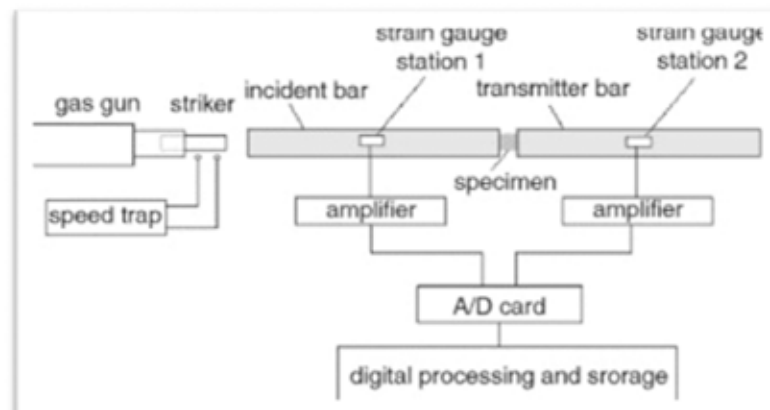 strain gauge
station 1
strain gauge
station 2
gas gun
striker
incident bar
transmitter bar
specimen
speed trap
amplifier
amplifier
A/D card
digital processing and srorage